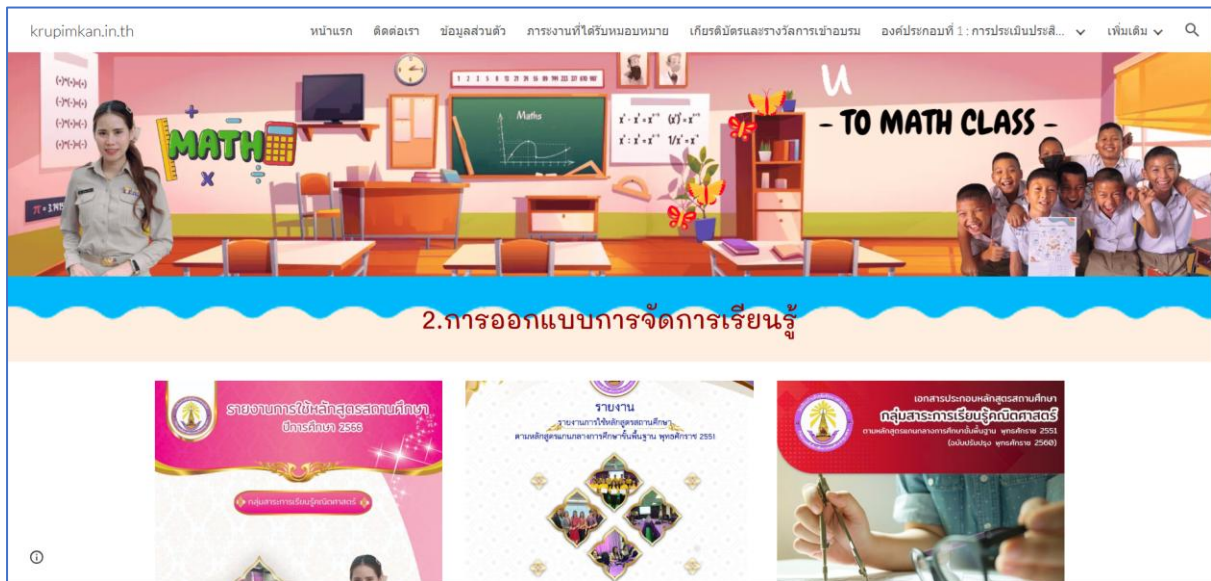 krupimkan.in.th
หน้าแรก
ติดต่อเรา
ข้อมูลส่วนตัว
ภาระงานที่ได้รับมอบหมาย
เกียรติบัตรและรางวัลการเข้าอบรม
องค์ประกอบที่ 1 : การประเมินประสิ...
เพิ่มเติม
MATH
Maths
U
- TO MATH CLASS -
2.การออกแบบการจัดการเรียนรู้
รายงานการใช้หลักสูตรสถานศึกษา
ปีการศึกษา 2566
กลุ่มสาระการเรียนรู้คณิตศาสตร์
รายงาน
รายงานการใช้หลักสูตรสถานศึกษา
ตามหลักสูตรแกนกลางการศึกษาขั้นพื้นฐาน พุทธศักราช 2551
เอกสารประกอบหลักสูตรสถานศึกษา
กลุ่มสาระการเรียนรู้คณิตศาสตร์
ตามหลักสูตรแกนกลางการศึกษาขั้นพื้นฐาน พุทธศักราช 2551
(ฉบับปรับปรุง พุทธศักราช 2560)